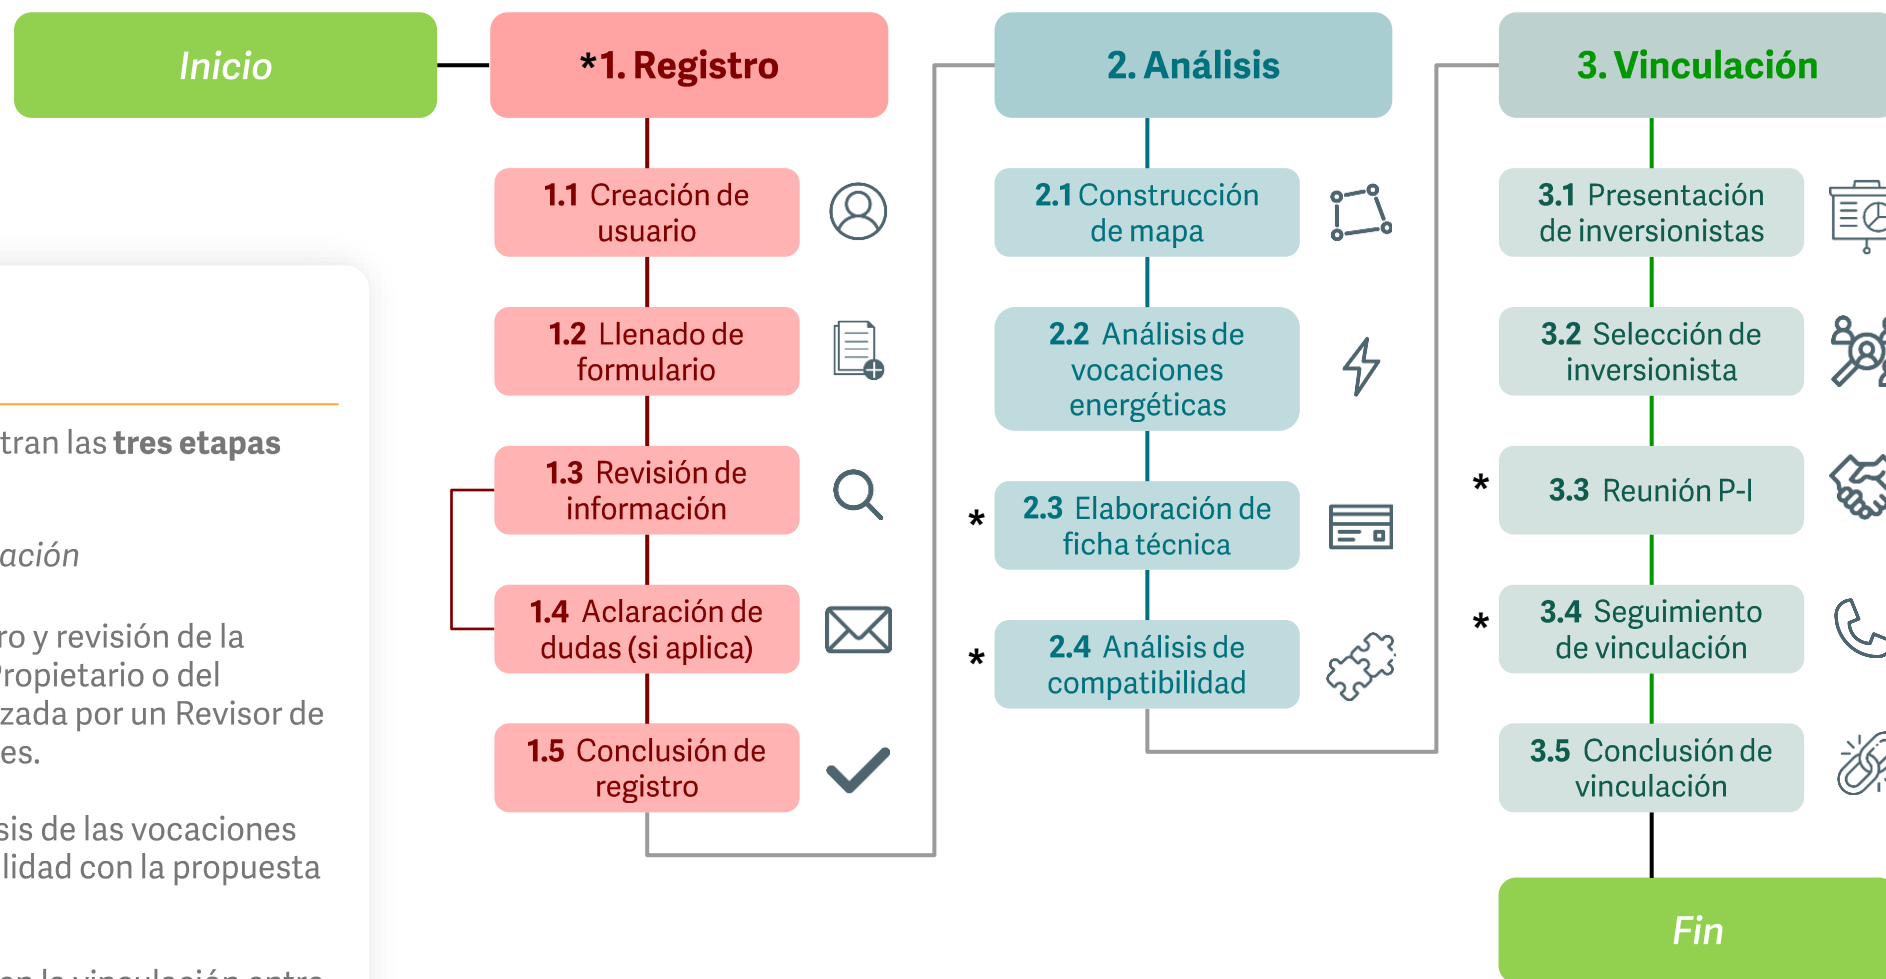 Inicio
*1. Registro
1.1 Creación de
usuario
1.2 Llenado de
formulario
1.3 Revisión de
información
1.4 Aclaración de
dudas (si aplica)
1.5 Conclusión de
registro
2. Análisis
2.1 Construcción
de mapa
2.2 Análisis de
vocaciones
energéticas
* 2.3 Elaboración de
ficha técnica
* 2.4 Análisis de
compatibilidad
3. Vinculación
3.1 Presentación
de inversionistas
3.2 Selección de
inversionista
* 3.3 Reunión P-I
* 3.4 Seguimiento
de vinculación
3.5 Conclusión de
vinculación
Fin
tran las tres etapas
ación
ro y revisión de la
ropietario o del
zada por un Revisor de
es.
sis de las vocaciones
lidad con la propuesta
en la vinculación entre